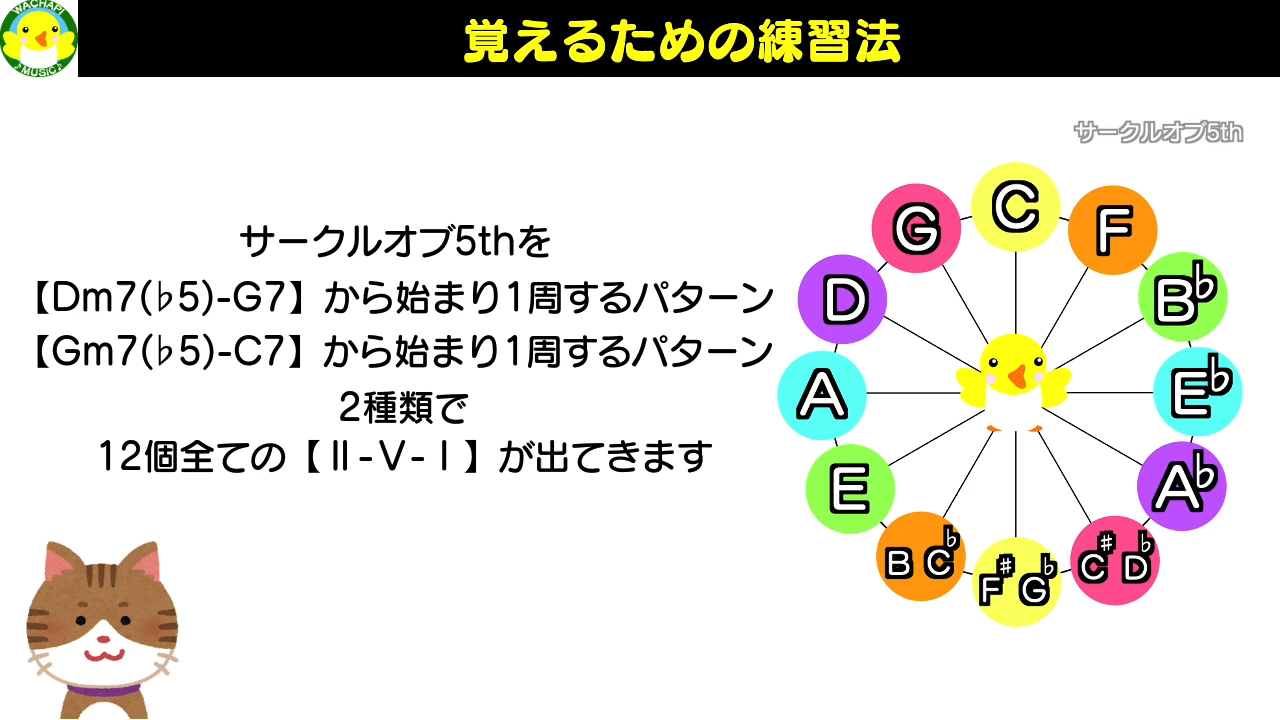 WACHAPI
♪MUSIC♪
覚えるための練習法
サークルオブ5th
サークルオブ5thを
【Dm7(♭5)-G7】から始まり1周するパターン
【Gm7(♭5)-C7】から始まり1周するパターン
2種類で
12個全ての【Ⅱ-Ⅴ-Ⅰ】が出てきます
C
F
B♭
E♭
A♭
C♯ D♭
F♯ G♭
B C♭
E
A
D
G